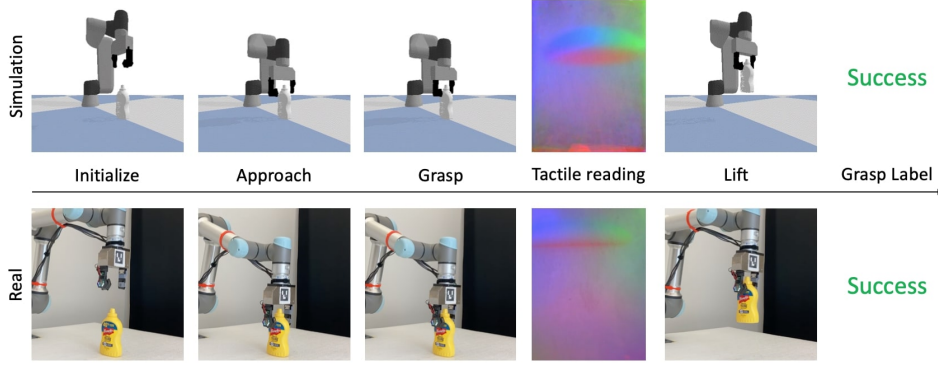 Simulation
Success
Initialize
Approach
Grasp
Tactile reading
Lift
Grasp Label
Real
Success